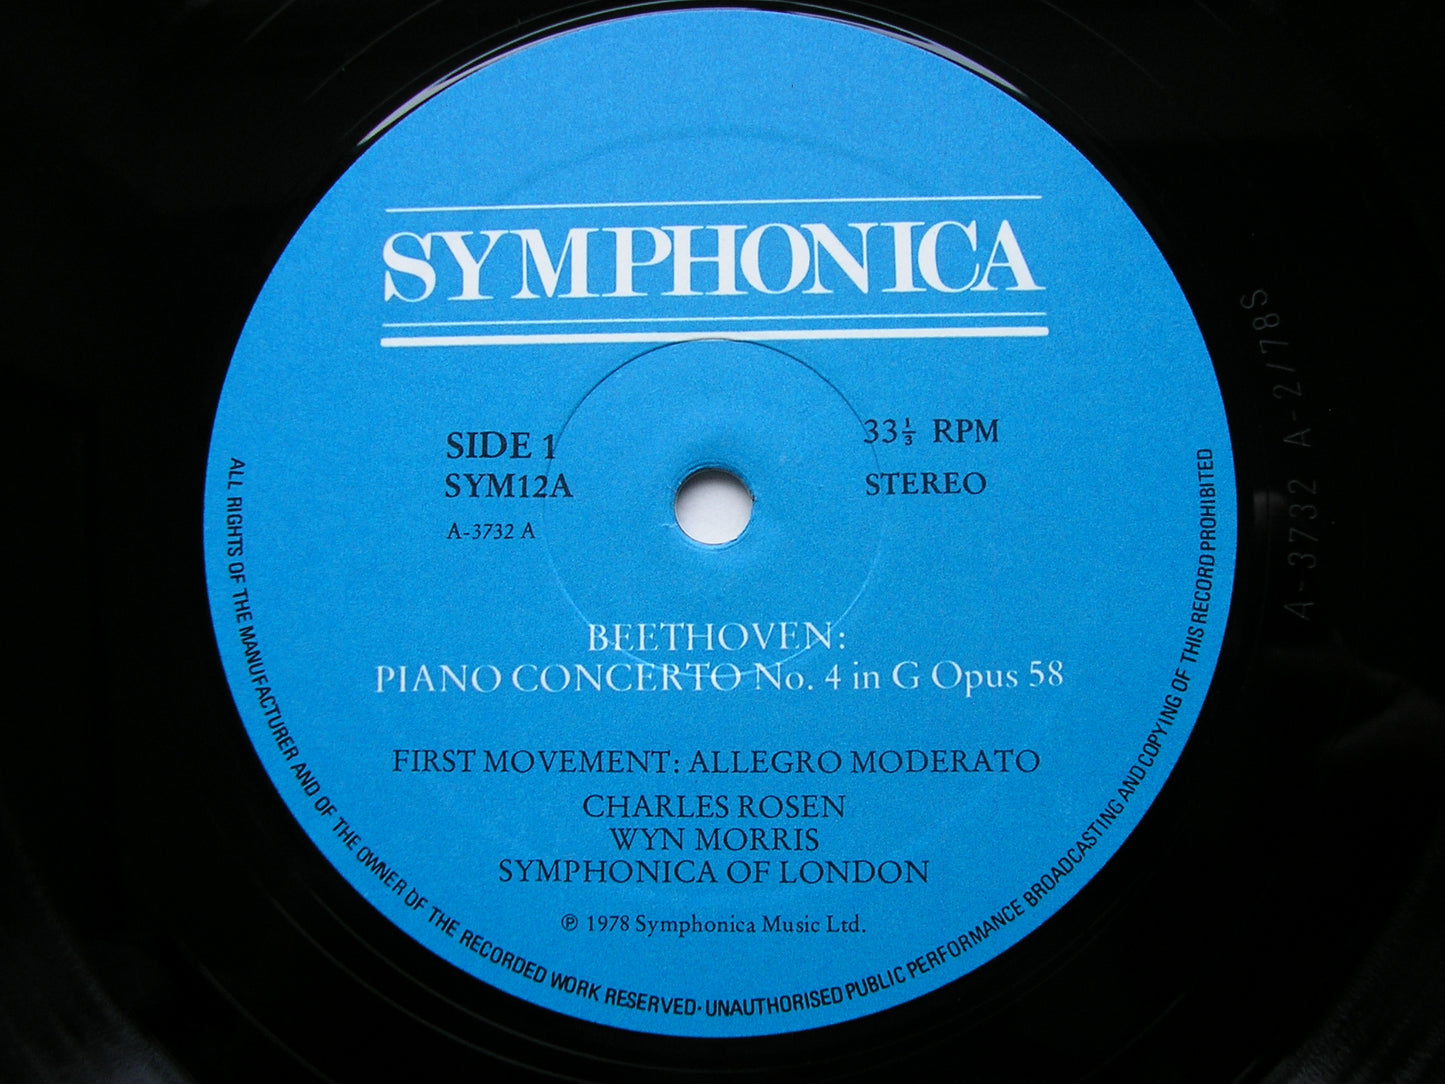 SYMPHONICA
SIDE 1
SYM12A
A-3732 A
33⅓ RPM
STEREO
BEETHOVEN:
PIANO CONCERTO No. 4 in G Opus 58
FIRST MOVEMENT: ALLEGRO MODERATO
CHARLES ROSEN
WYN MORRIS
SYMPHONICA OF LONDON
℗ 1978 Symphonica Music Ltd.
ALL RIGHTS OF THE MANUFACTURER AND OF THE OWNER OF THE RECORDED WORK RESERVED· UNAUTHORISED PUBLIC PERFORMANCE BROADCASTING AND COPYING OF THIS RECORD PROHIBITED
A-3732 A-2/78S